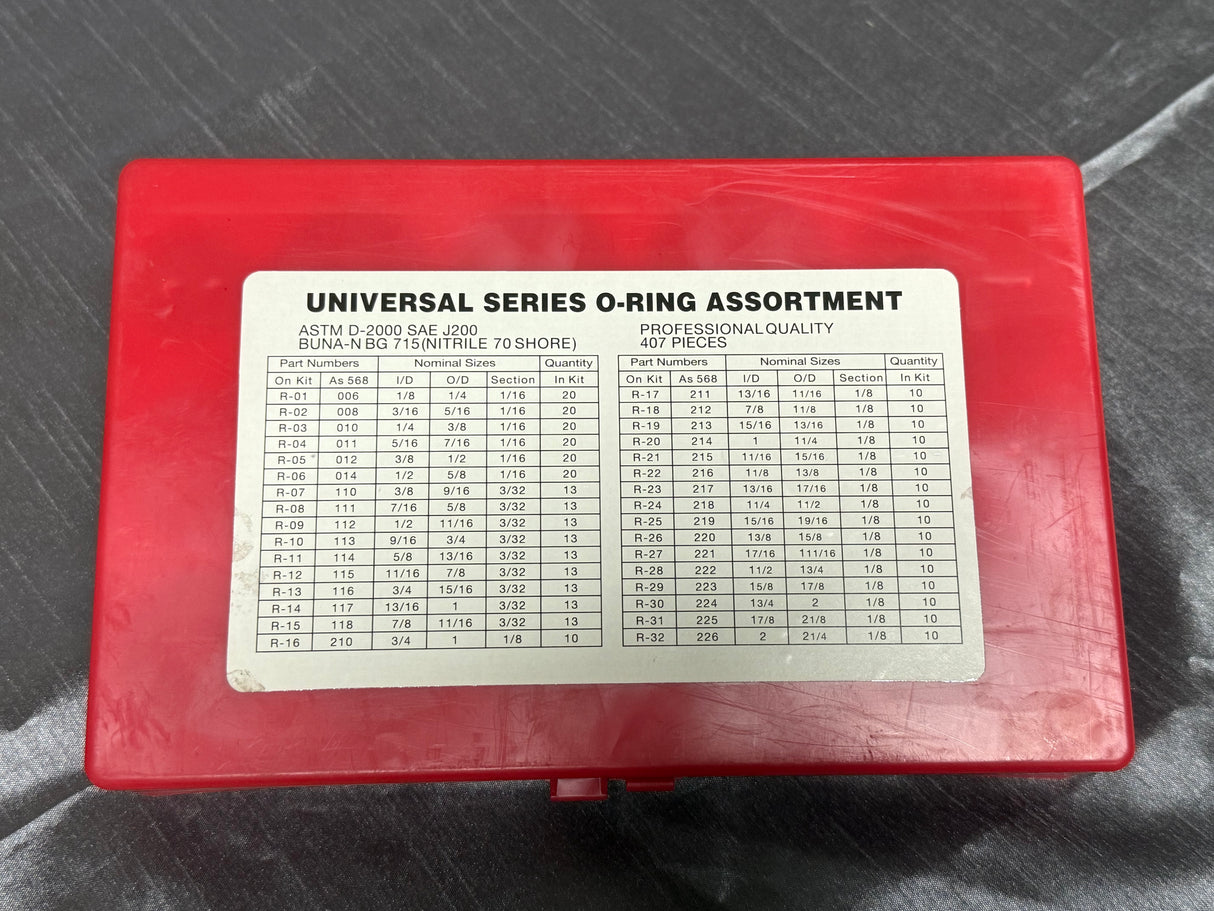 UNIVERSAL SERIES O-RING ASSORTMENT
ASTM D-2000 SAE J200
BUNA-N BG 715(NITRILE 70 SHORE)
PROFESSIONAL QUALITY
407 PIECES
Part Numbers Nominal Sizes Quantity
On Kit As 568 I/D O/D Section In Kit
R-01 006 1/8 1/4 1/16 20
R-02 008 3/16 5/16 1/16 20
R-03 010 1/4 3/8 1/16 20
R-04 011 5/16 7/16 1/16 20
R-05 012 3/8 1/2 1/16 20
R-06 014 1/2 5/8 1/16 20
R-07 110 3/8 9/16 3/32 13
R-08 111 7/16 5/8 3/32 13
R-09 112 1/2 11/16 3/32 13
R-10 113 9/16 3/4 3/32 13
R-11 114 5/8 13/16 3/32 13
R-12 115 11/16 7/8 3/32 13
R-13 116 3/4 15/16 3/32 13
R-14 117 13/16 1 3/32 13
R-15 118 7/8 11/16 3/32 13
R-16 210 3/4 1 1/8 10
Part Numbers Nominal Sizes Quantity
On Kit As 568 I/D O/D Section In Kit
R-17 211 13/16 11/16 1/8 10
R-18 212 7/8 11/8 1/8 10
R-19 213 15/16 13/16 1/8 10
R-20 214 1 11/4 1/8 10
R-21 215 11/16 15/16 1/8 10
R-22 216 11/8 13/8 1/8 10
R-23 217 13/16 17/16 1/8 10
R-24 218 11/4 11/2 1/8 10
R-25 219 15/16 19/16 1/8 10
R-26 220 13/8 15/8 1/8 10
R-27 221 17/16 111/16 1/8 10
R-28 222 11/2 13/4 1/8 10
R-29 223 15/8 17/8 1/8 10
R-30 224 13/4 2 1/8 10
R-31 225 17/8 21/8 1/8 10
R-32 226 2 21/4 1/8 10